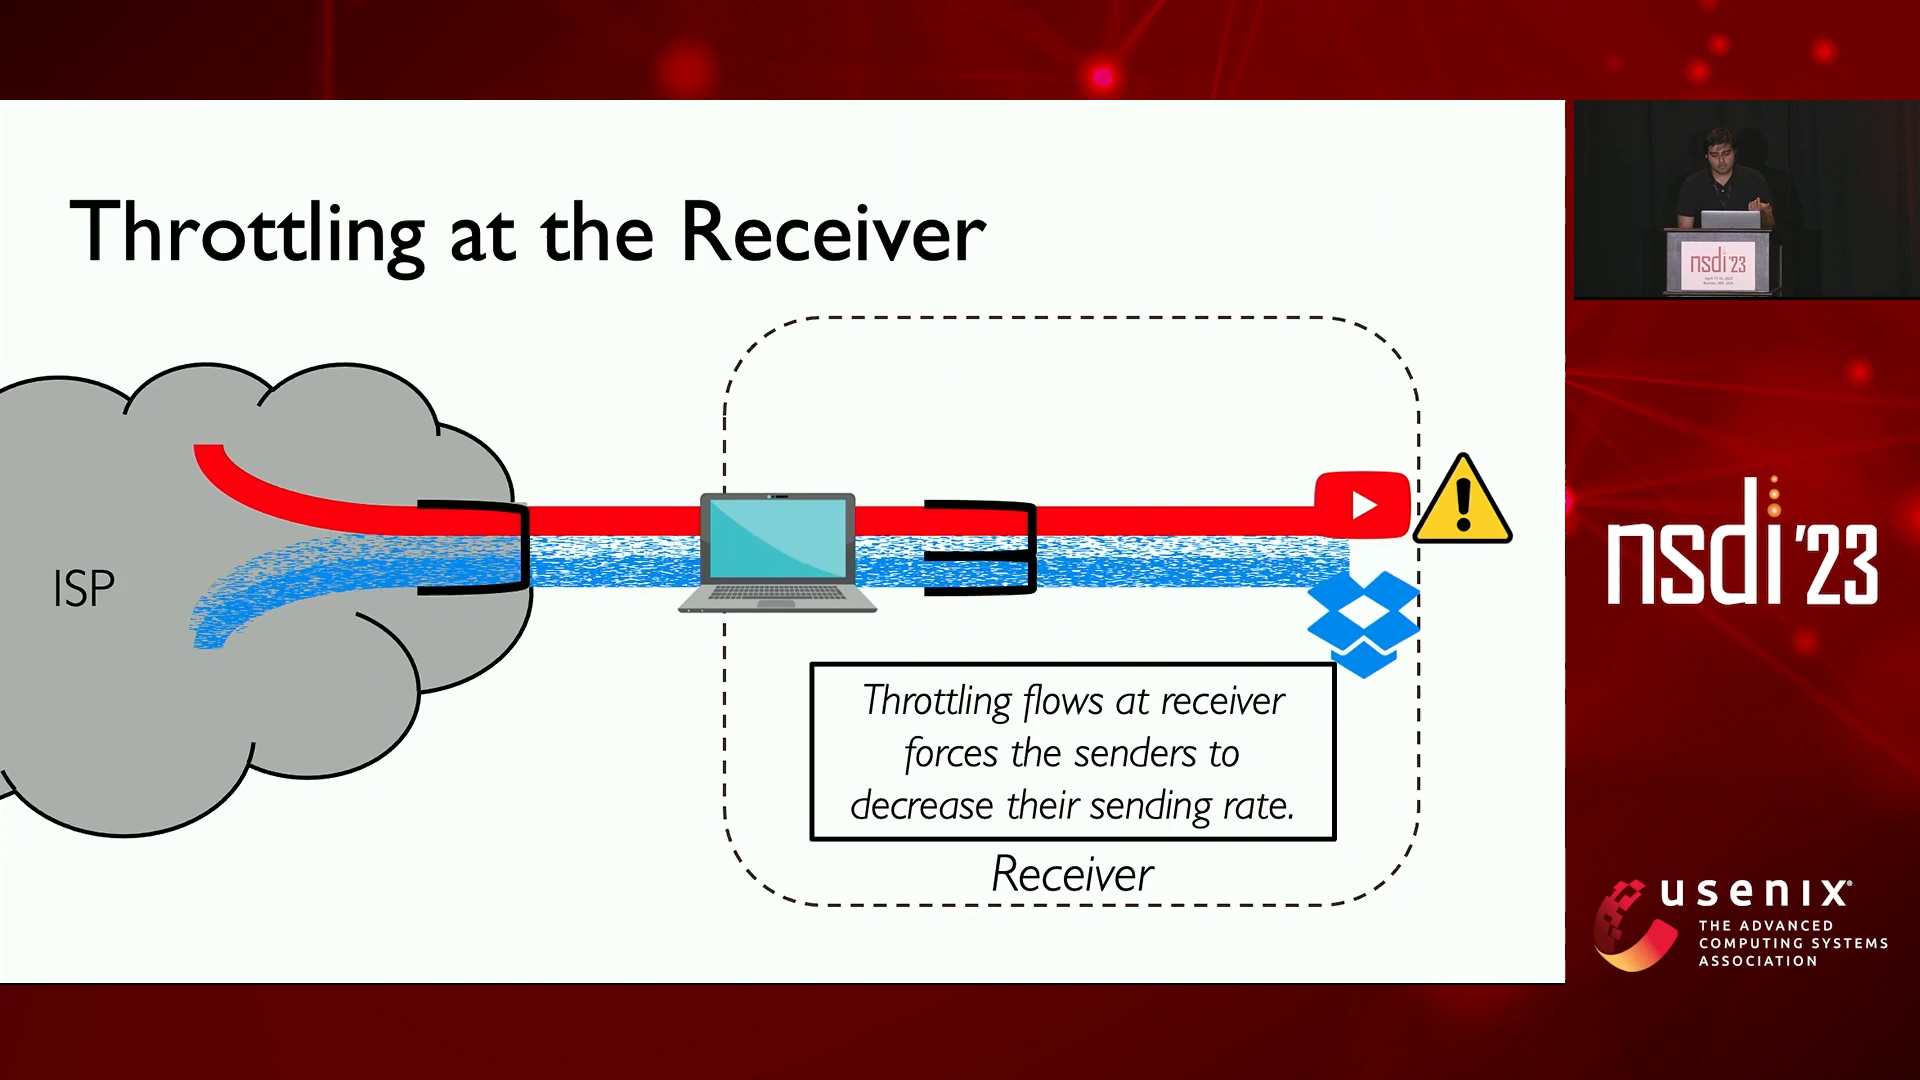 Throttling at the Receiver
ISP
Throttling flows at receiver
forces the senders to
decrease their sending rate.
Receiver
nsdi '23
nsdi '23
usenix®
THE ADVANCED
COMPUTING SYSTEMS
ASSOCIATION